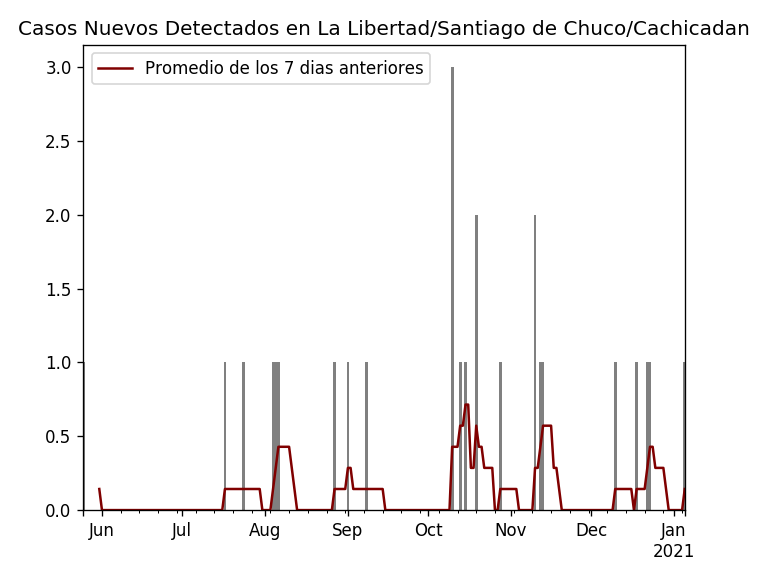 Casos Nuevos Detectados en La Libertad/Santiago de Chuco/Cachicadan
Promedio de los 7 dias anteriores
3.0
2.5
2.0
1.5
1.0
0.5
0.0
Jun Jul Aug Sep Oct Nov Dec Jan
2021